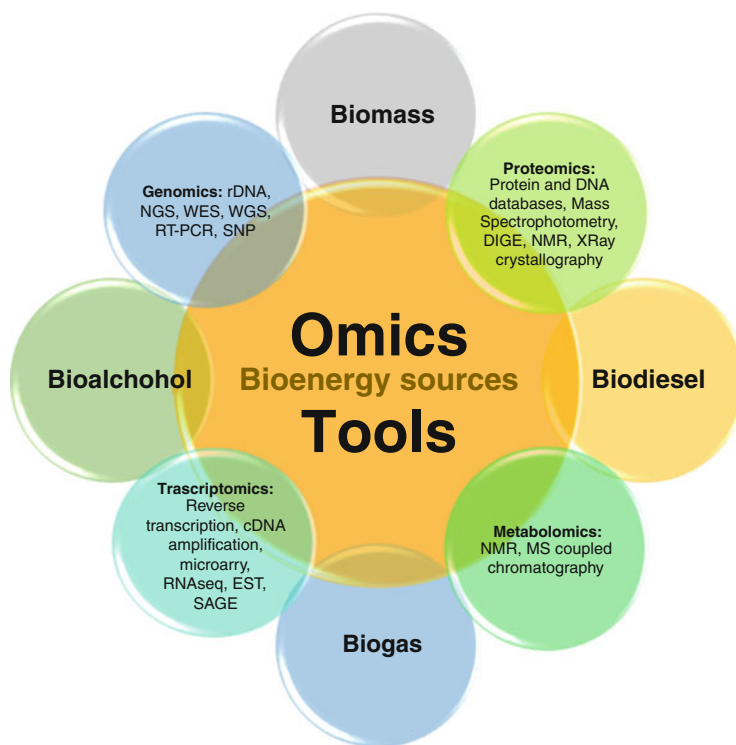 Biomass
Proteomics:
Protein and DNA
databases, Mass
Spectrophotometry,
DIGE, NMR, XRay
crystallography
Genomics: rDNA,
NGS, WES, WGS,
RT-PCR, SNP
Omics
Bioenergy sources
Tools
Bioalchohol
Biodiesel
Trascriptomics:
Reverse
transcription, cDNA
amplification,
microarry,
RNAseq, EST,
SAGE
Metabolomics:
NMR, MS coupled
chromatography
Biogas